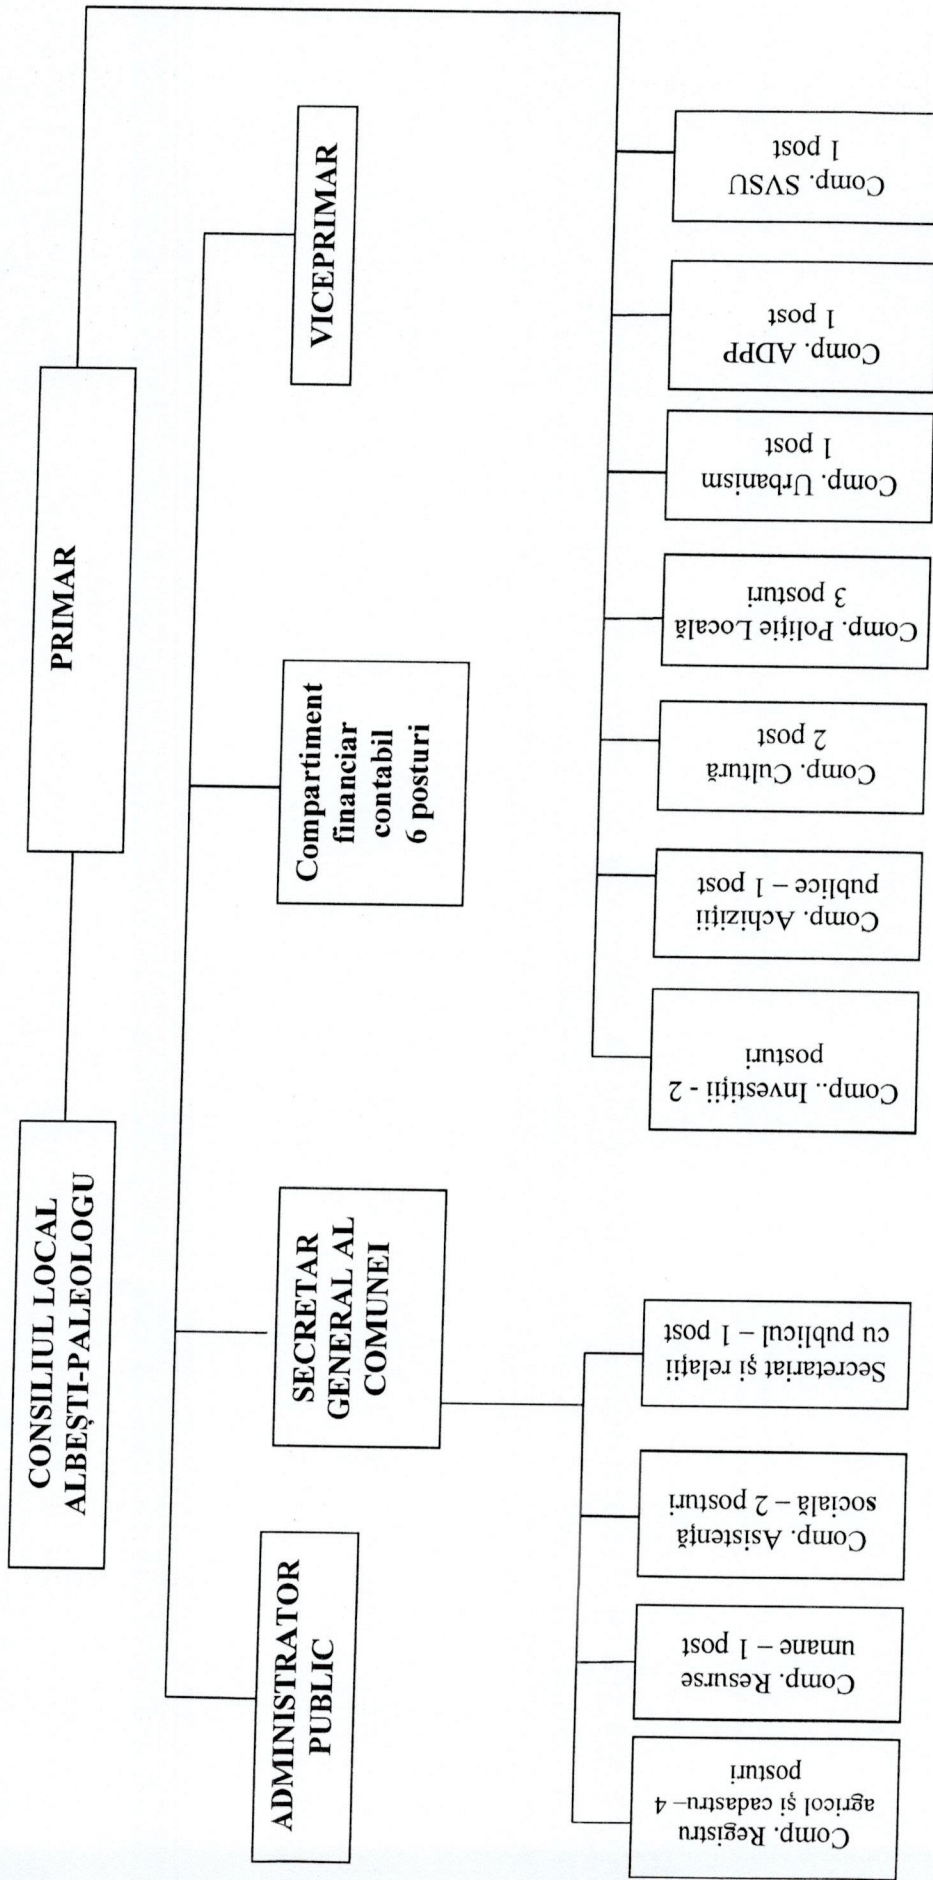 CONSILIUL LOCAL
ALBEȘTI-PALEOLOGU
PRIMAR
ADMINISTRATOR
PUBLIC
SECRETAR
GENERAL AL
COMUNEI
Compartiment
financiar
contabil
6 posturi
VICEPRIMAR
Comp. Registru
agricol și cadastru– 4
posturi
Comp. Resurse
umane – 1 post
Comp. Asistență
socială – 2 posturi
Secretariat și relații
cu publicul – 1 post
Comp.. Investiții - 2
posturi
Comp. Achiziții
publice – 1 post
Comp. Cultură
2 post
Comp. Poliție Locală
3 posturi
Comp. Urbanism
1 post
Comp. ADPP
1 post
Comp. SVSU
1 post